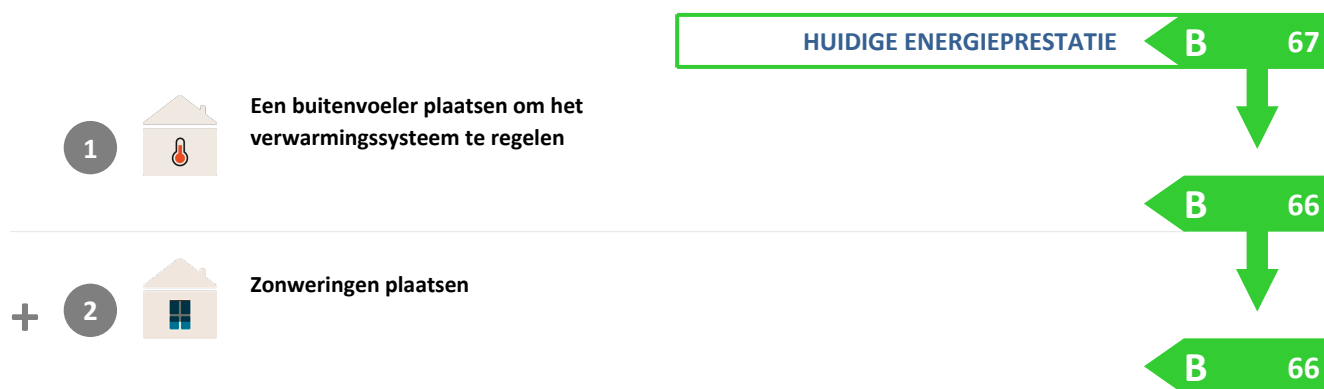 HUIDIGE ENERGIEPRESTATIE B 67
1 Een buitenvoeler plaatsen om het
verwarmingssysteem te regelen
B 66
+ 2 Zonweringen plaatsen
B 66